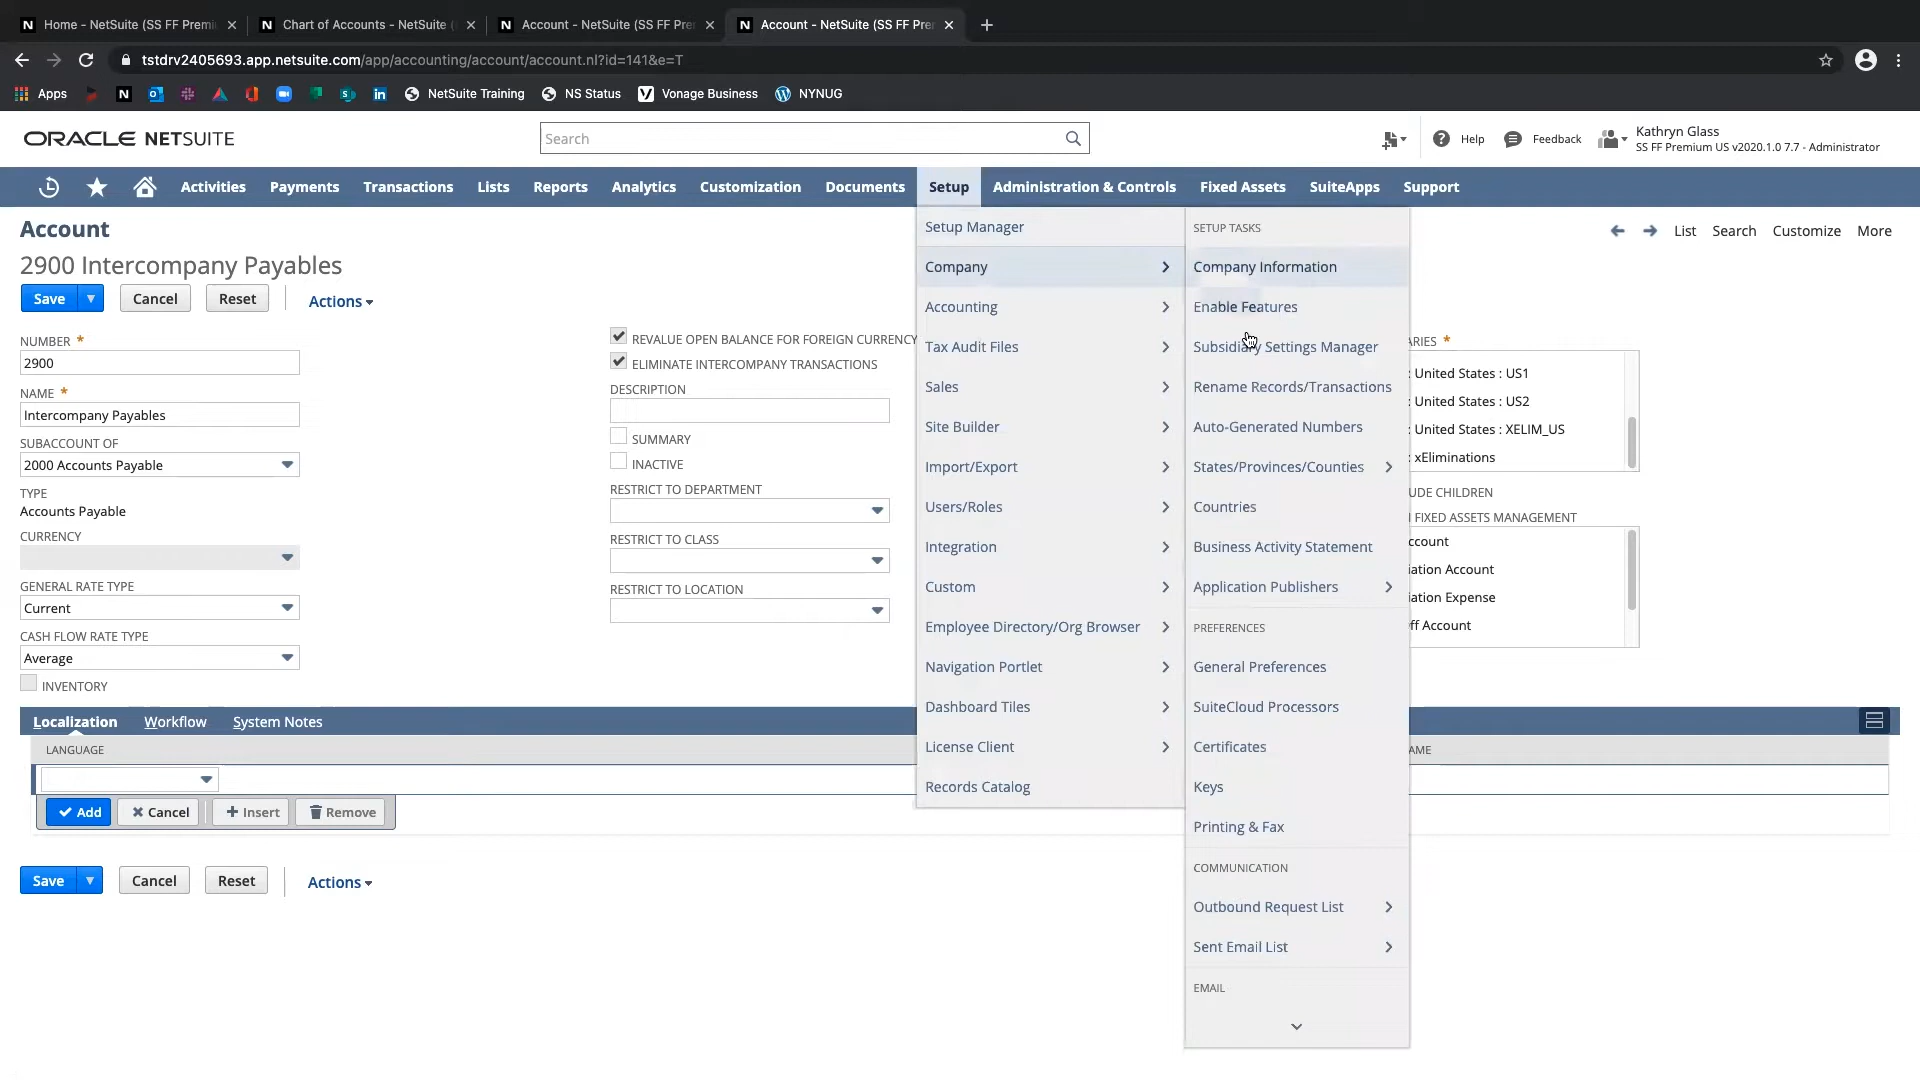 Home - NetSuite (SS FF Premi
Chart of Accounts - NetSuite (
Account - NetSuite (SS FF Pre
Account - NetSuite (SS FF Pre
tstdrv2405693.app.netsuite.com/app/accounting/account/account.nl?id=141&e=T
Apps
NetSuite Training
NS Status
Vonage Business
NYNUG
ORACLE NETSUITE
Search
Help
Feedback
Kathryn Glass
SS FF Premium US v2020.1.0 7.7 - Administrator
Activities
Payments
Transactions
Lists
Reports
Analytics
Customization
Documents
Setup
Administration & Controls
Fixed Assets
SuiteApps
Support
Account
List
Search
Customize
More
2900 Intercompany Payables
Save
Cancel
Reset
Actions
NUMBER *
2900
NAME *
Intercompany Payables
SUBACCOUNT OF
2000 Accounts Payable
TYPE
Accounts Payable
CURRENCY
GENERAL RATE TYPE
Current
CASH FLOW RATE TYPE
Average
INVENTORY
REVALUE OPEN BALANCE FOR FOREIGN CURRENCY
ELIMINATE INTERCOMPANY TRANSACTIONS
DESCRIPTION
SUMMARY
INACTIVE
RESTRICT TO DEPARTMENT
RESTRICT TO CLASS
RESTRICT TO LOCATION
Setup Manager
Company
Accounting
Tax Audit Files
Sales
Site Builder
Import/Export
Users/Roles
Integration
Custom
Employee Directory/Org Browser
Navigation Portlet
Dashboard Tiles
License Client
Records Catalog
SETUP TASKS
Company Information
Enable Features
Subsidiary Settings Manager
Rename Records/Transactions
Auto-Generated Numbers
States/Provinces/Counties
Countries
Business Activity Statement
Application Publishers
PREFERENCES
General Preferences
SuiteCloud Processors
Certificates
Keys
Printing & Fax
COMMUNICATION
Outbound Request List
Sent Email List
EMAIL
ARIES *
: United States : US1
: United States : US2
: United States : XELIM_US
: xEliminations
UDE CHILDREN
I FIXED ASSETS MANAGEMENT
ccount
iation Account
iation Expense
ff Account
Localization
Workflow
System Notes
LANGUAGE
AME
Add
Cancel
Insert
Remove
Save
Cancel
Reset
Actions